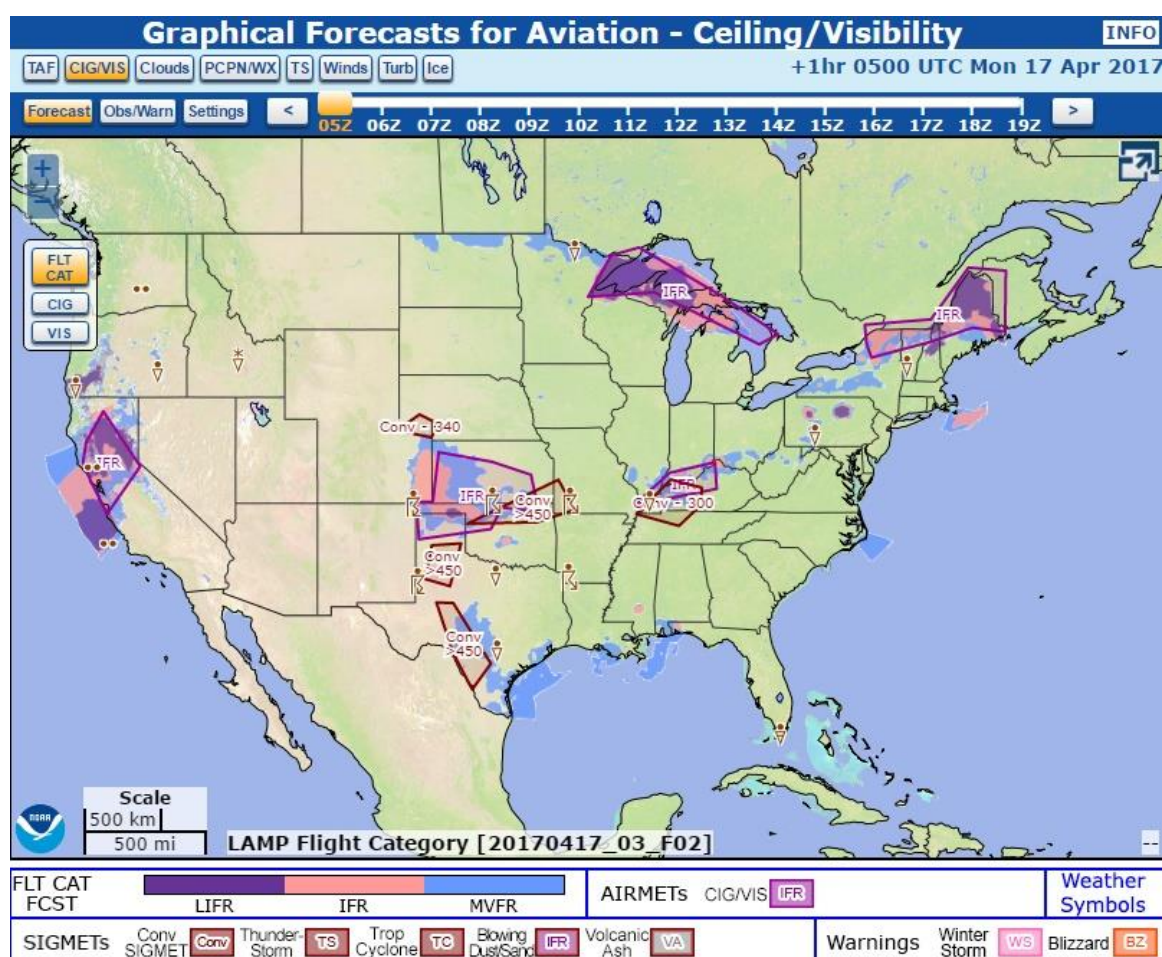 Graphical Forecasts for Aviation - Ceiling/Visibility INFO
TAF CIG/VIS Clouds PCPN/WX TS Winds Turb Ice +1hr 0500 UTC Mon 17 Apr 2017
Forecast Obs/Warn Settings < 05Z 06Z 07Z 08Z 09Z 10Z 11Z 12Z 13Z 14Z 15Z 16Z 17Z 18Z 19Z >
+
−
FLT
CAT
CIG
VIS
IFR
IFR
Conv - 340
IFR
IFR
Conv
>450
IFR
Conv - 300
Conv
>450
Conv
>450
Scale
500 km
500 mi
NOAA
LAMP Flight Category [20170417_03_F02]
--
FLT CAT
FCST
LIFR IFR MVFR
AIRMETs CIG/VIS IFR
Weather
Symbols
SIGMETs Conv
SIGMET Conv Thunder-
Storm TS Trop
Cyclone TC Blowing
Dust/Sand IFR Volcanic
Ash VA
Warnings Winter
Storm WS Blizzard BZ